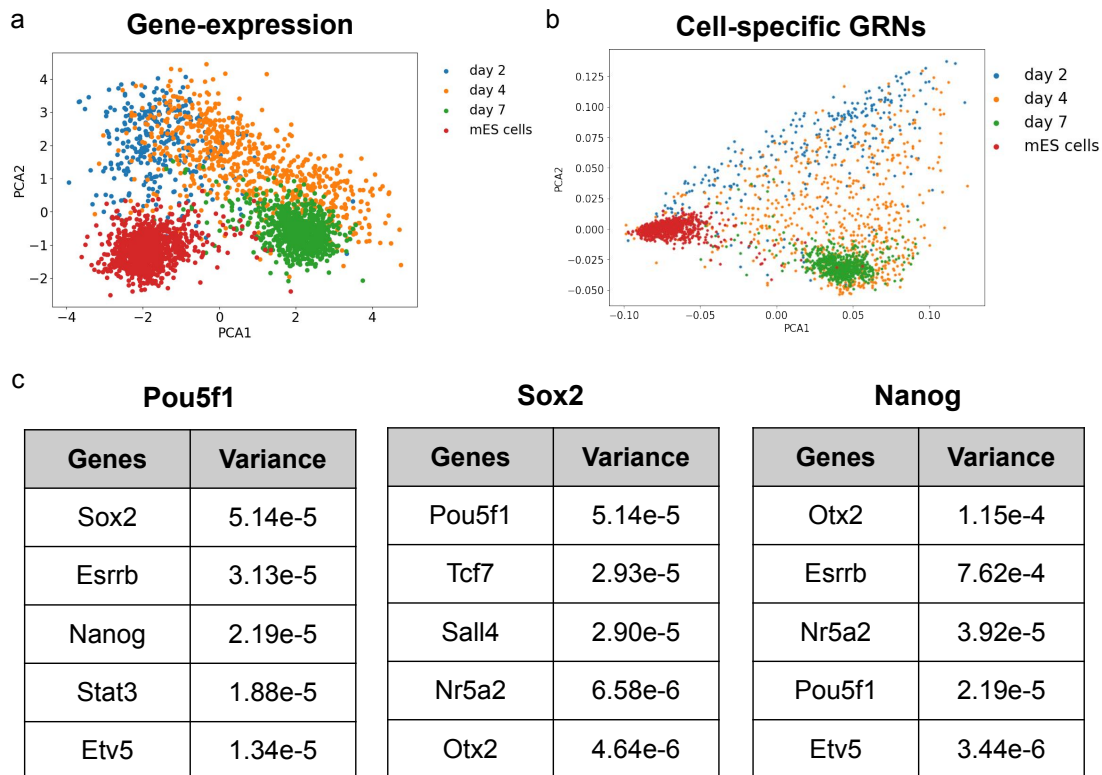 a
Gene-expression
4
3
2
1
0
−1
−2
PCA2
−4
−2
0
2
4
PCA1
day 2
day 4
day 7
mES cells
b
Cell-specific GRNs
0.125
0.100
0.075
0.050
0.025
0.000
−0.025
−0.050
PCA2
−0.10
−0.05
0.00
0.05
0.10
PCA1
day 2
day 4
day 7
mES cells
c
Pou5f1
Genes Variance
Sox2 5.14e-5
Esrrb 3.13e-5
Nanog 2.19e-5
Stat3 1.88e-5
Etv5 1.34e-5
Sox2
Genes Variance
Pou5f1 5.14e-5
Tcf7 2.93e-5
Sall4 2.90e-5
Nr5a2 6.58e-6
Otx2 4.64e-6
Nanog
Genes Variance
Otx2 1.15e-4
Esrrb 7.62e-4
Nr5a2 3.92e-5
Pou5f1 2.19e-5
Etv5 3.44e-6